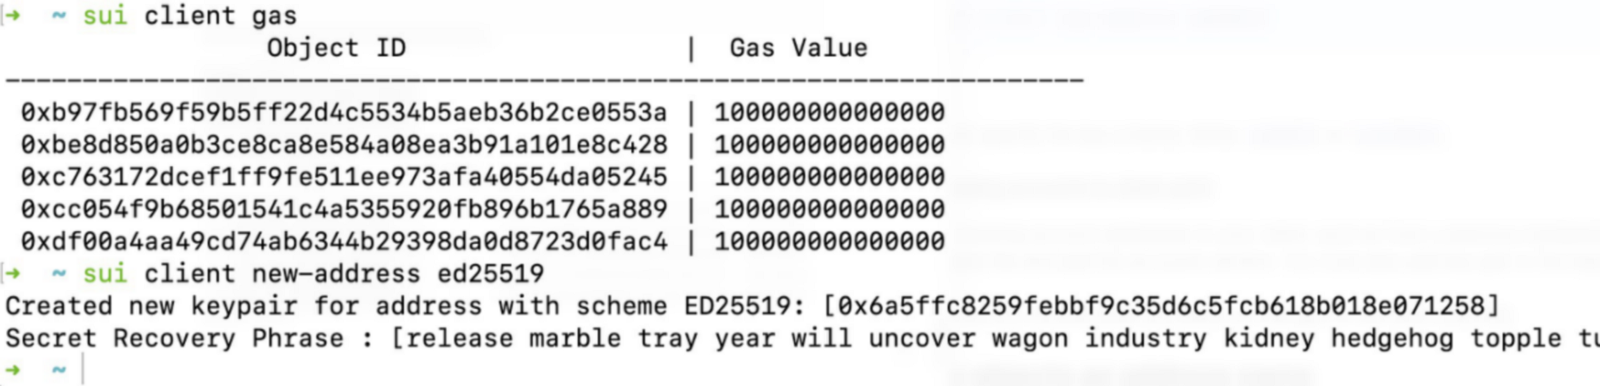 ➜ ~ sui client gas
Object ID | Gas Value
----------------------------------------------------------------------
0xb97fb569f59b5ff22d4c5534b5aeb36b2ce0553a | 100000000000000
0xbe8d850a0b3ce8ca8e584a08ea3b91a101e8c428 | 100000000000000
0xc763172dcef1ff9fe511ee973afa40554da05245 | 100000000000000
0xcc054f9b68501541c4a5355920fb896b1765a889 | 100000000000000
0xdf00a4aa49cd74ab6344b29398da0d8723d0fac4 | 100000000000000
➜ ~ sui client new-address ed25519
Created new keypair for address with scheme ED25519: [0x6a5ffc8259febbf9c35d6c5fcb618b018e071258]
Secret Recovery Phrase : [release marble tray year will uncover wagon industry kidney hedgehog topple
➜ ~